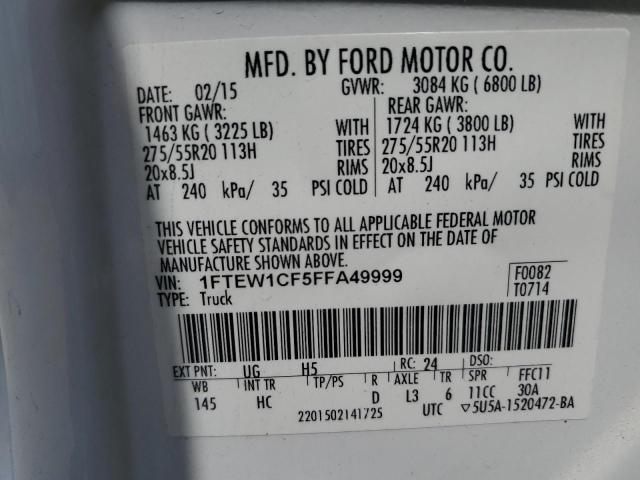 MFD. BY FORD MOTOR CO.
DATE: 02/15 GVWR: 3084 KG ( 6800 LB)
FRONT GAWR: REAR GAWR:
1463 KG ( 3225 LB) WITH 1724 KG ( 3800 LB) WITH
275/55R20 113H TIRES 275/55R20 113H TIRES
20x8.5J RIMS 20x8.5J RIMS
AT 240 kPa/ 35 PSI COLD AT 240 kPa/ 35 PSI COLD
THIS VEHICLE CONFORMS TO ALL APPLICABLE FEDERAL MOTOR
VEHICLE SAFETY STANDARDS IN EFFECT ON THE DATE OF
MANUFACTURE SHOWN ABOVE.
VIN: 1FTEW1CF5FFA49999 F0082
TYPE: Truck T0714
EXT PNT: UG H5 RC: 24 DSO:
WB INT TR TP/PS R AXLE TR SPR FFC11
145 HC D L3 6 11CC 30A
2201502141725 UTC ▽5U5A-1520472-BA